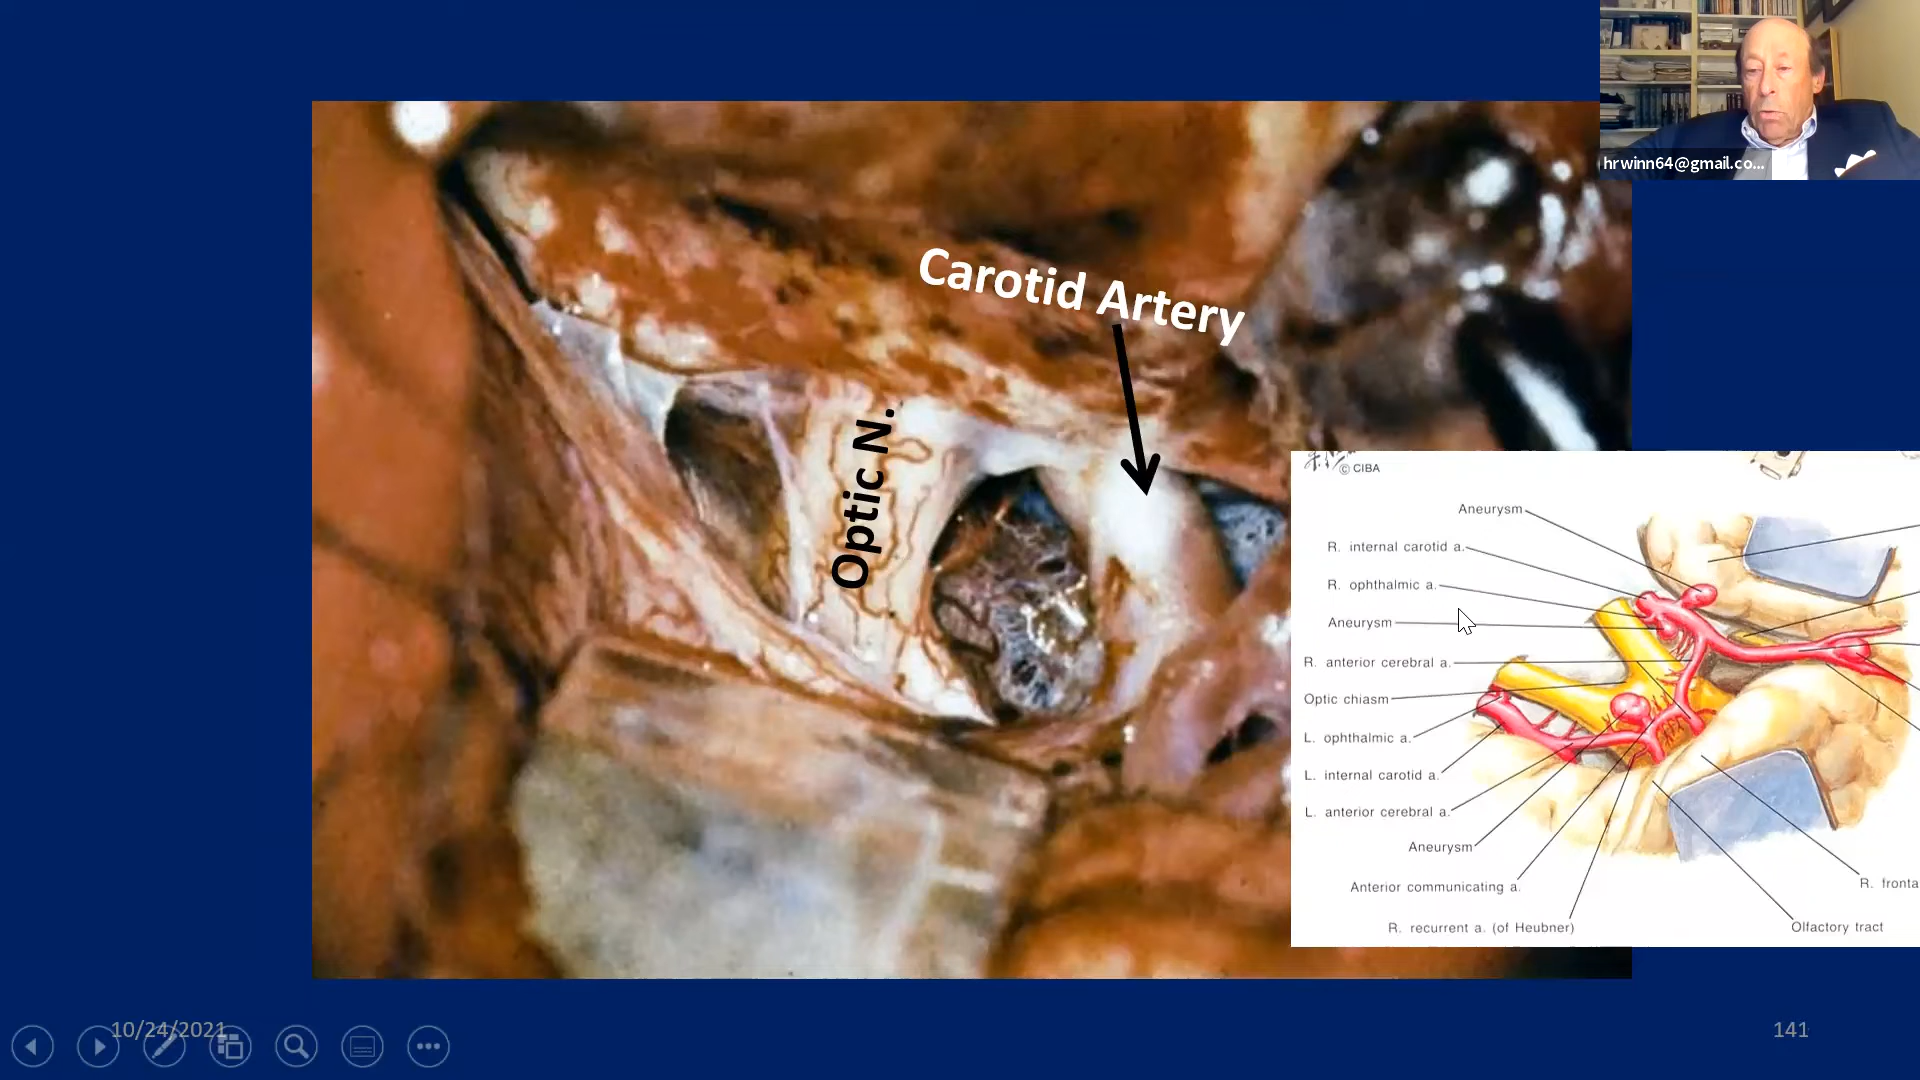 hrwinn64@gmail.co...
Carotid Artery
Optic N.
© CIBA
Aneurysm
R. internal carotid a.
R. ophthalmic a.
Aneurysm
R. anterior cerebral a.
Optic chiasm
L. ophthalmic a.
L. internal carotid a.
L. anterior cerebral a.
Aneurysm
Anterior communicating a.
R. fronta
R. recurrent a. (of Heubner)
Olfactory tract
10/24/2021
141